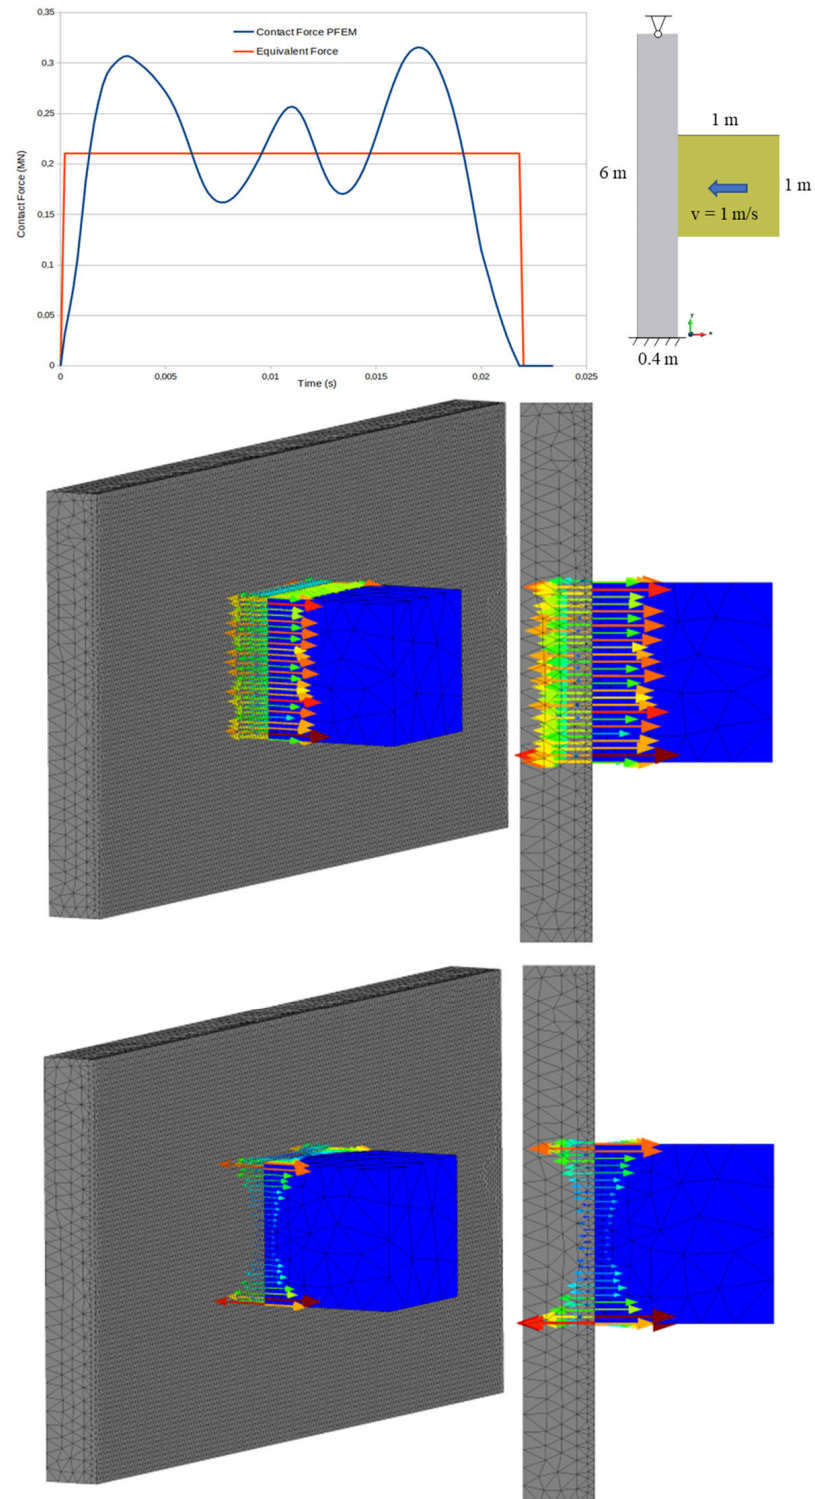 0,35
0,3
0,25
0,2
0,15
0,1
0,05
0
Contact Force (MN)
Contact Force PFEM
Equivalent Force
0
0,005
0,01
0,015
0,02
0,025
Time (s)
6 m
1 m
1 m
v = 1 m/s
y
x
0.4 m